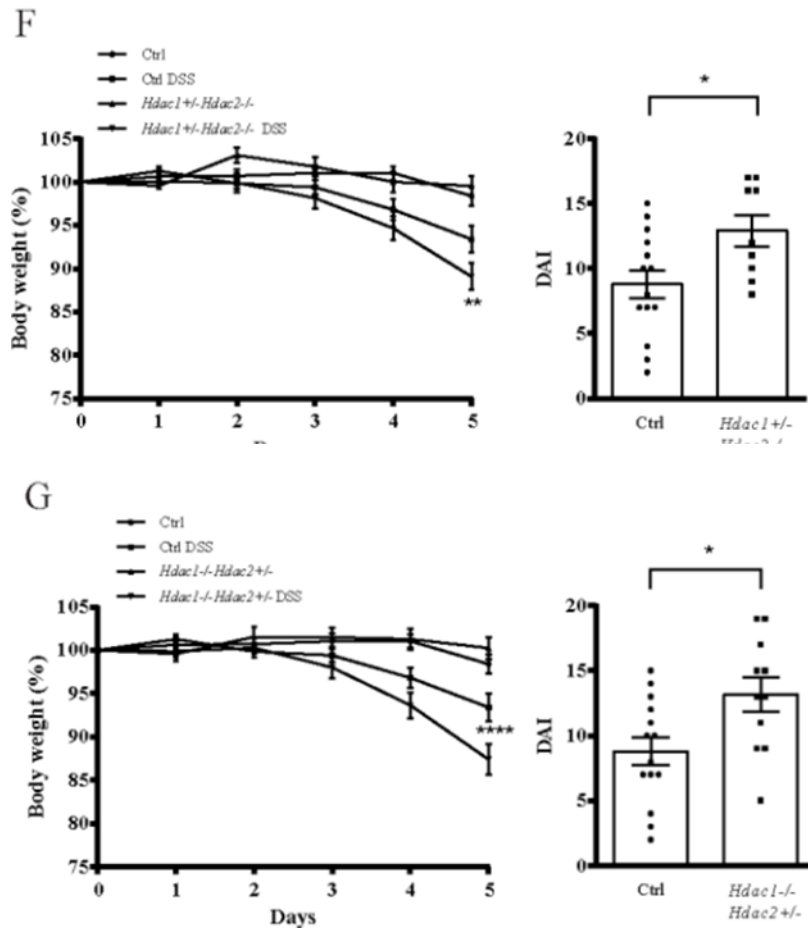 F
Ctrl
Ctrl DSS
Hdac1+/-Hdac2-/-
Hdac1+/-Hdac2-/- DSS
105
100
95
90
85
80
75
Body weight (%)
0 1 2 3 4 5
**
*
20
15
10
5
0
DAI
Ctrl
Hdac1+/-
G
Ctrl
Ctrl DSS
Hdac1-/-Hdac2+/-
Hdac1-/-Hdac2+/- DSS
105
100
95
90
85
80
75
Body weight (%)
0 1 2 3 4 5
Days
****
*
20
15
10
5
0
DAI
Ctrl
Hdac1-/-
Hdac2+/-